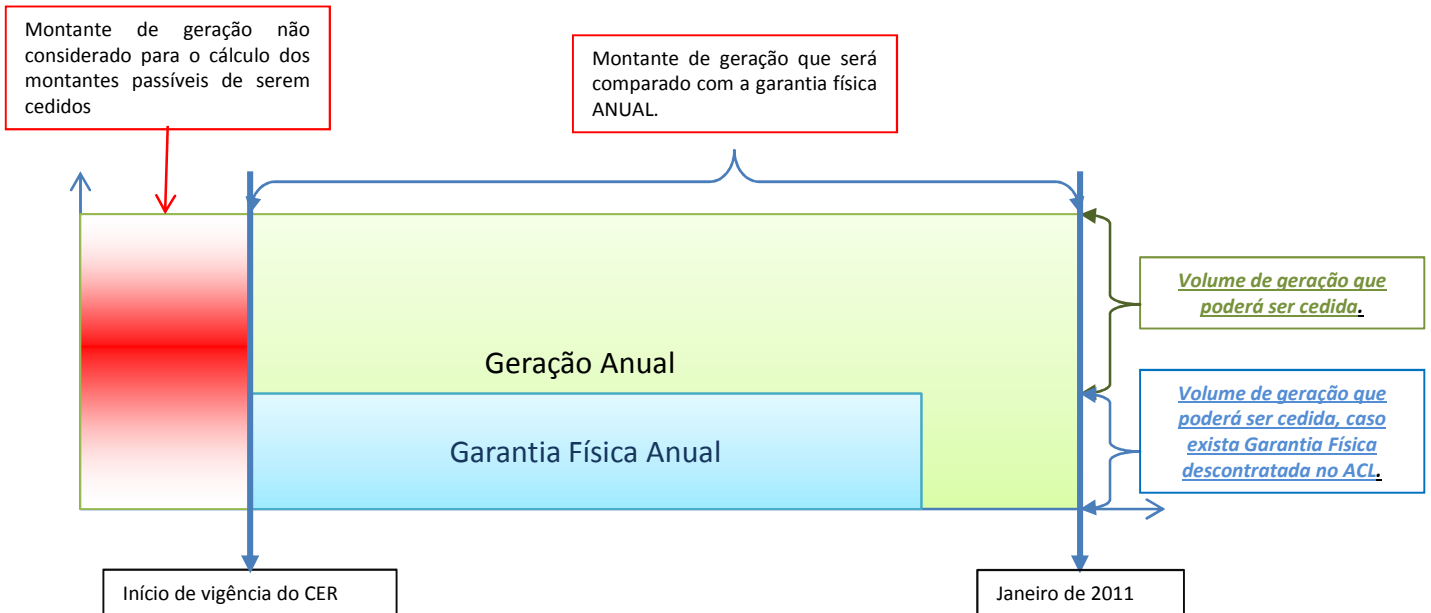 Montante de geração não
considerado para o cálculo dos
montantes passíveis de serem
cedidos
Montante de geração que será
comparado com a garantia física
ANUAL.
Volume de geração que
poderá ser cedida.
Geração Anual
Volume de geração que
poderá ser cedida, caso
exista Garantia Física
descontratada no ACL.
Garantia Física Anual
Início de vigência do CER
Janeiro de 2011